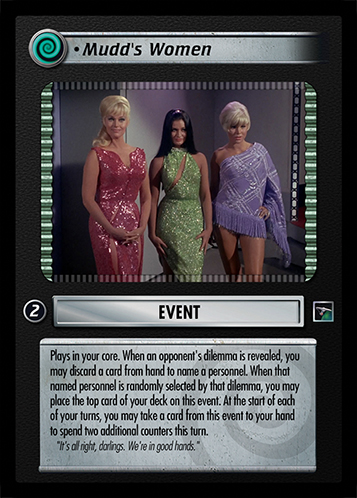 • Mudd's Women
2 EVENT
Plays in your core. When an opponent's dilemma is revealed, you
may discard a card from hand to name a personnel. When that
named personnel is randomly selected by that dilemma, you may
place the top card of your deck on this event. At the start of each
of your turns, you may take a card from this event to your hand
to spend two additional counters this turn.
"It's all right, darlings. We're in good hands."